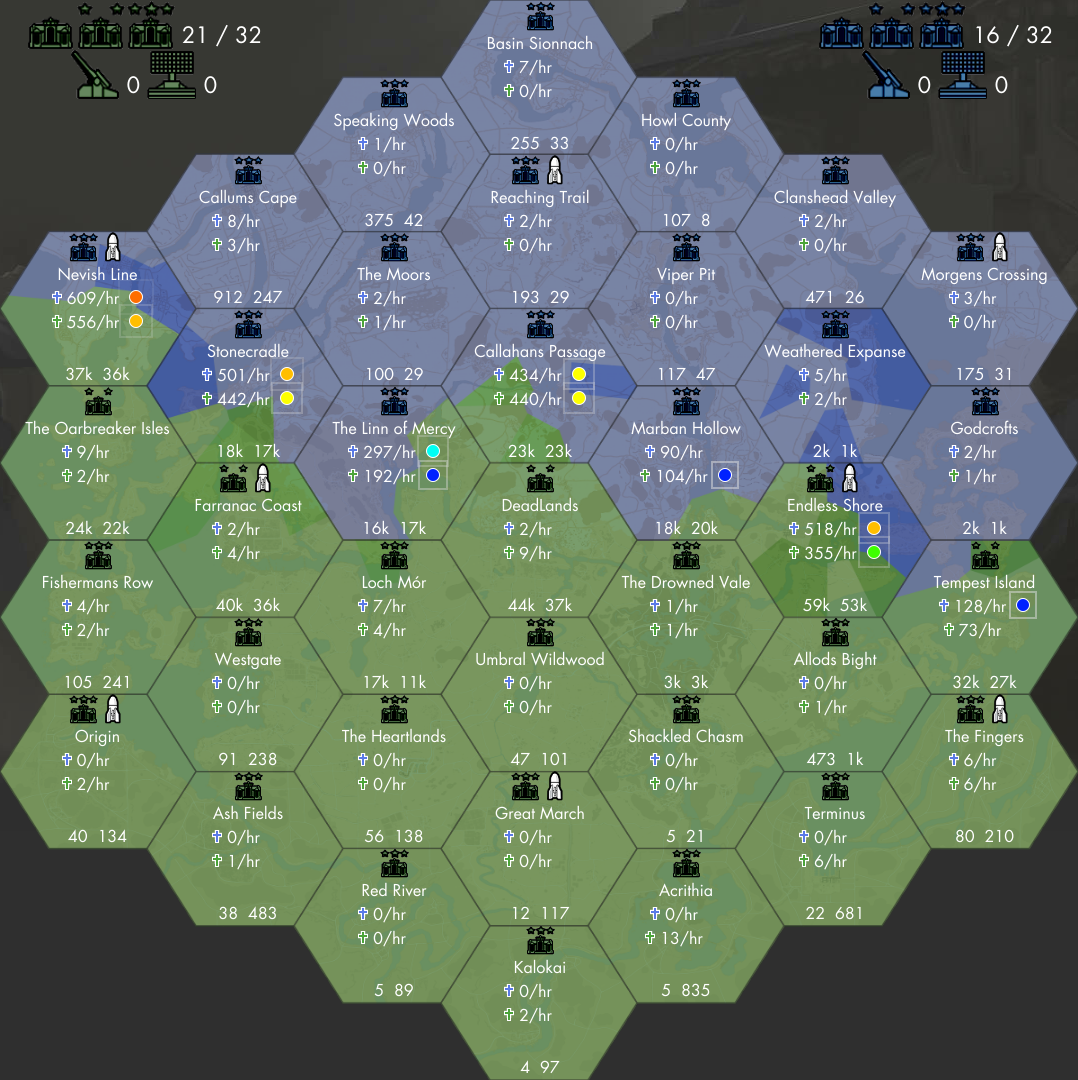 21 / 32
0 0
16 / 32
0 0
Basin Sionnach
7/hr
0/hr
255 33
Speaking Woods
1/hr
0/hr
375 42
Howl County
0/hr
0/hr
107 8
Callums Cape
8/hr
3/hr
912 247
Reaching Trail
2/hr
0/hr
193 29
Clanshead Valley
2/hr
0/hr
471 26
Nevish Line
609/hr
556/hr
37k 36k
The Moors
2/hr
1/hr
100 29
Viper Pit
0/hr
0/hr
117 47
Morgens Crossing
3/hr
0/hr
175 31
Stonecradle
501/hr
442/hr
18k 17k
Callahans Passage
434/hr
440/hr
23k 23k
Weathered Expanse
5/hr
2/hr
2k 1k
The Oarbreaker Isles
9/hr
2/hr
24k 22k
The Linn of Mercy
297/hr
192/hr
16k 17k
Marban Hollow
90/hr
104/hr
18k 20k
Godcrofts
2/hr
1/hr
2k 1k
Farranac Coast
2/hr
4/hr
40k 36k
DeadLands
2/hr
9/hr
44k 37k
Endless Shore
518/hr
355/hr
59k 53k
Fishermans Row
4/hr
2/hr
105 241
Loch Mór
7/hr
4/hr
17k 11k
The Drowned Vale
1/hr
1/hr
3k 3k
Tempest Island
128/hr
73/hr
32k 27k
Westgate
0/hr
0/hr
91 238
Umbral Wildwood
0/hr
0/hr
47 101
Allods Bight
0/hr
1/hr
473 1k
Origin
0/hr
2/hr
40 134
The Heartlands
0/hr
0/hr
56 138
Shackled Chasm
0/hr
0/hr
5 21
The Fingers
6/hr
6/hr
80 210
Ash Fields
0/hr
1/hr
38 483
Great March
0/hr
0/hr
12 117
Terminus
0/hr
6/hr
22 681
Red River
0/hr
0/hr
5 89
Acrithia
0/hr
13/hr
5 835
Kalokai
0/hr
2/hr
4 97